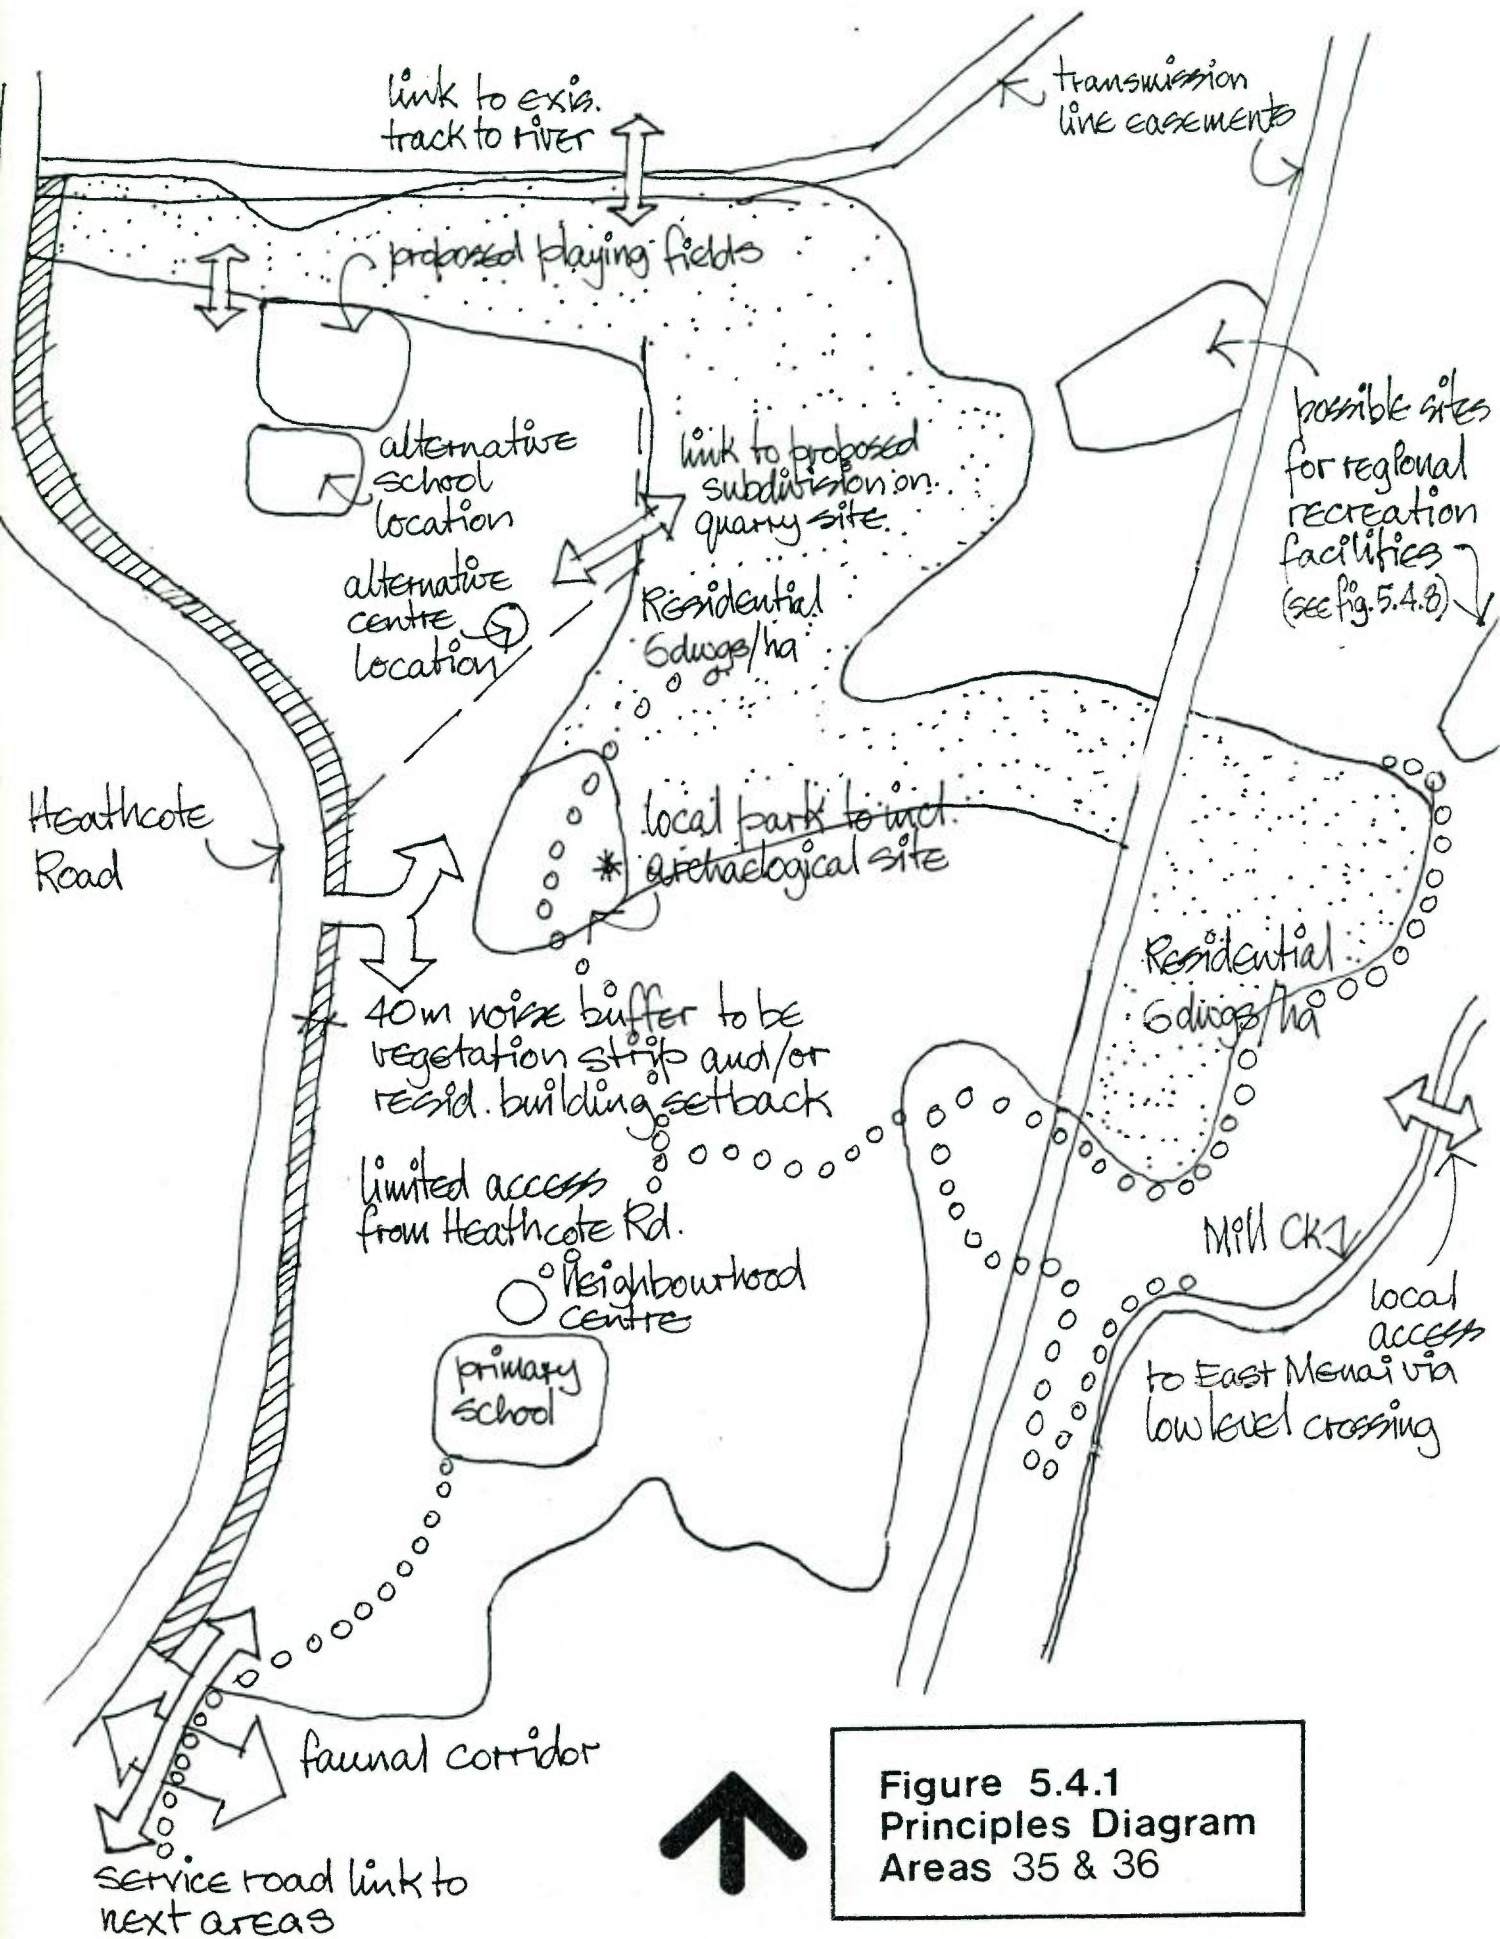 link to exis.
track to river
transmission
line easements
proposed playing fields
possible sites
for regional
recreation
facilities
(see fig. 5.4.8)
alternative
school
location
link to proposed
subdivision on
quarry site.
alternative
centre
location
Residential
6dwgs/ha
Heathcote
Road
local park to incl.
archaelogical site
Residential
6dwgs/ha
40m noise buffer to be
vegetation strip and/or
resid. building setback
limited access
from Heathcote Rd.
Mill CK
Neighbourhood
centre
local
access
to East Menai via
low level crossing
primary
school
faunal corridor
service road link to
next areas
Figure 5.4.1
Principles Diagram
Areas 35 & 36